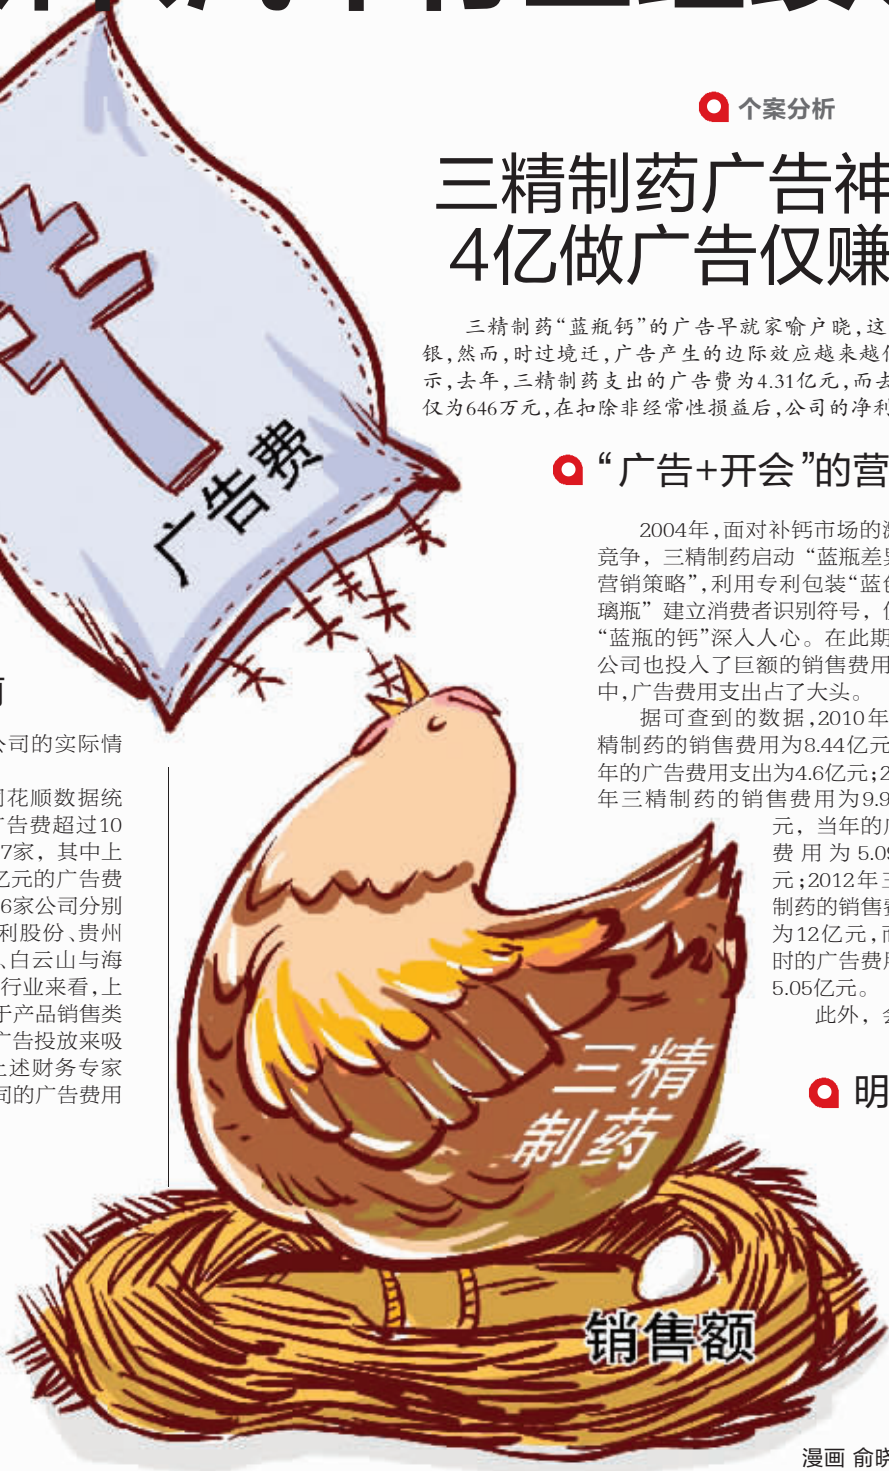 个案分析
三精制药广告神
4亿做广告仅赚
三精制药“蓝瓶钙”的广告早就家喻户晓,这
银,然而,时过境迁,广告产生的边际效应越来越
示,去年,三精制药支出的广告费为4.31亿元,而去
仅为646万元,在扣除非经常性损益后,公司的净利
“广告+开会”的营
2004年,面对补钙市场的
竞争，三精制药启动“蓝瓶差
营销策略”,利用专利包装“蓝
璃瓶”建立消费者识别符号，
“蓝瓶的钙”深入人心。在此期
公司也投入了巨额的销售费用
中,广告费用支出占了大头。
据可查到的数据,2010年
精制药的销售费用为8.44亿元
年的广告费用支出为4.6亿元;2
年三精制药的销售费用为9.9
元，当年的
费用为5.09
元;2012年三
制药的销售
为12亿元,而
时的广告费用
5.05亿元。
此外，
明
广告费
公司的实际情
同花顺数据统
广告费超过10
7家，其中上
亿元的广告费
6家公司分别
利股份、贵州
、白云山与海
行业来看,上
于产品销售类
广告投放来吸
上述财务专家
司的广告费用
三精
制药
销售额
漫画 俞晓